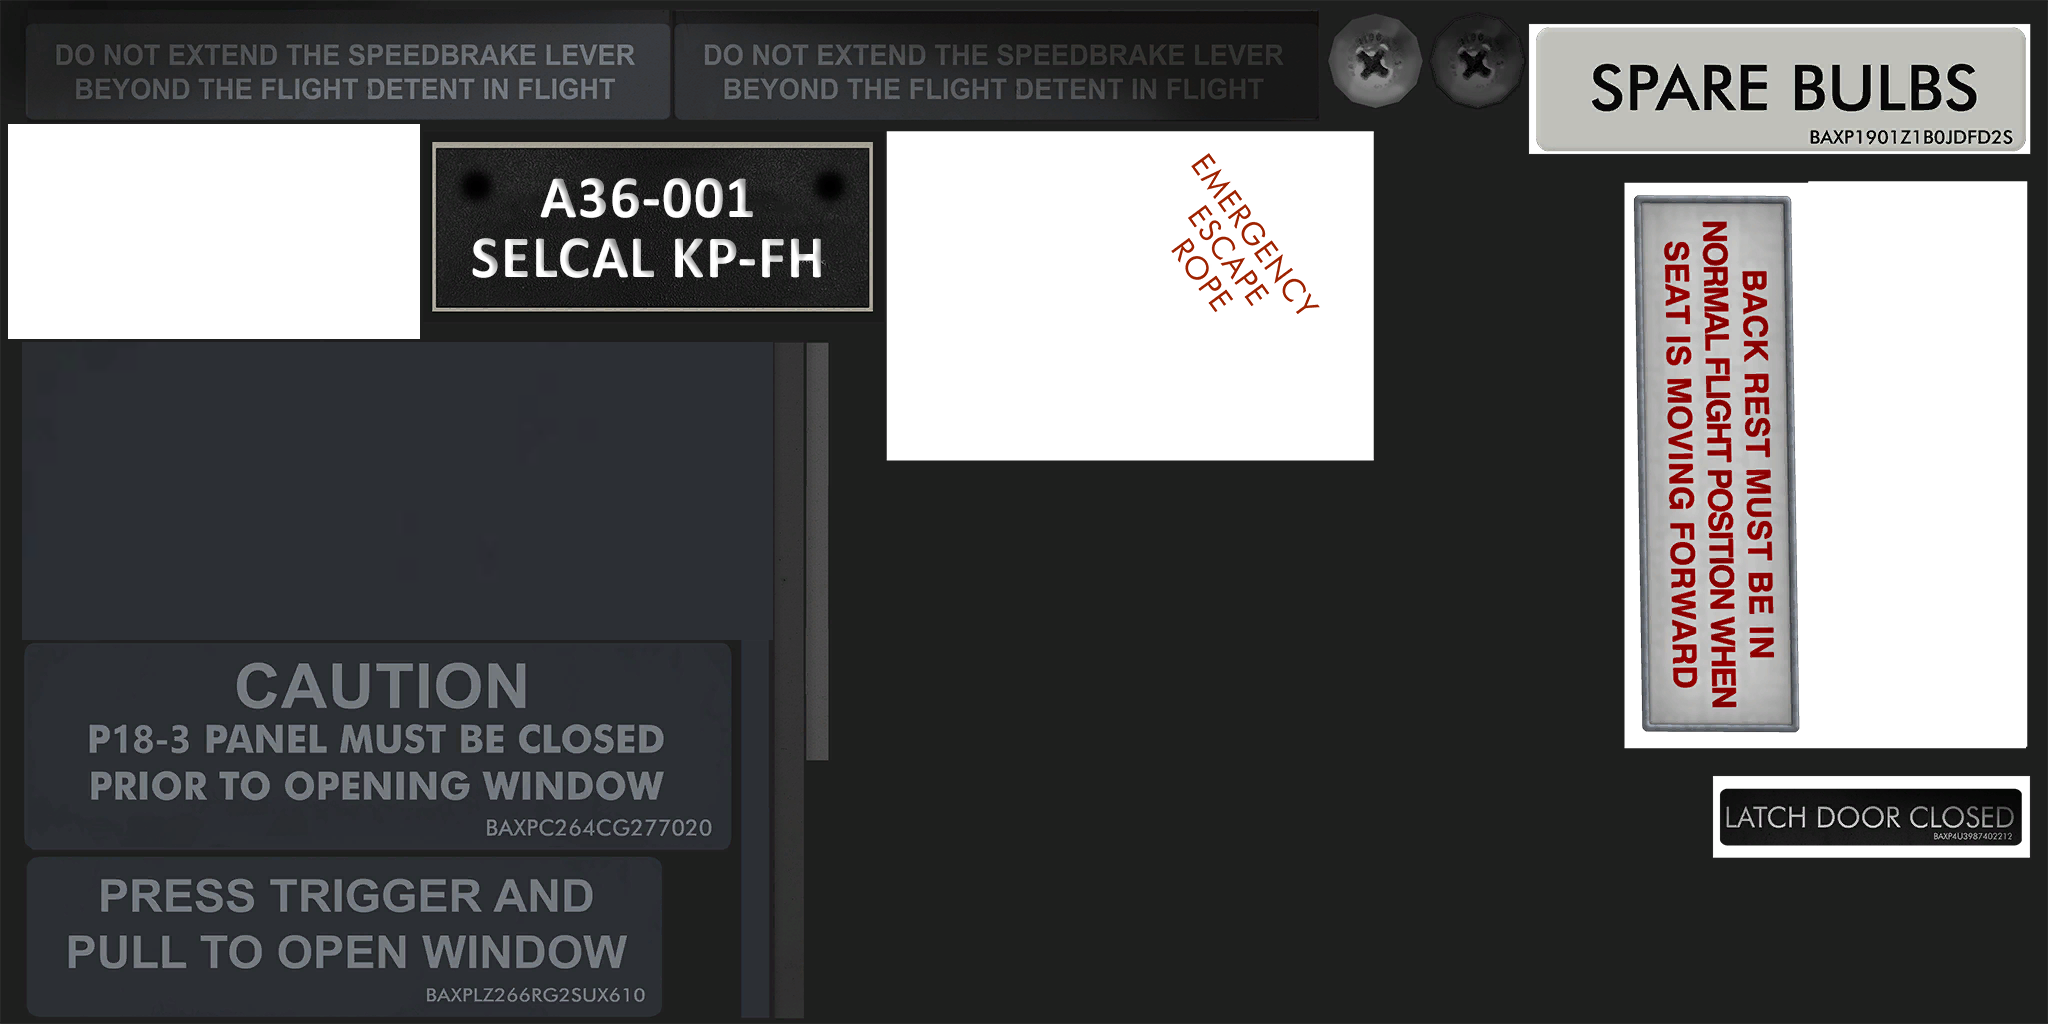 DO NOT EXTEND THE SPEEDBRAKE LEVER
BEYOND THE FLIGHT DETENT IN FLIGHT
DO NOT EXTEND THE SPEEDBRAKE LEVER
BEYOND THE FLIGHT DETENT IN FLIGHT
SPARE BULBS
BAXP1901Z1B0JDFD2S
A36-001
SELCAL KP-FH
EMERGENCY
ESCAPE
ROPE
BACK REST MUST BE IN
NORMAL FLIGHT POSITION WHEN
SEAT IS MOVING FORWARD
CAUTION
P18-3 PANEL MUST BE CLOSED
PRIOR TO OPENING WINDOW
BAXPC264CG277020
LATCH DOOR CLOSED
BAXP4U3987402212
PRESS TRIGGER AND
PULL TO OPEN WINDOW
BAXPLZ266RG2SUX610